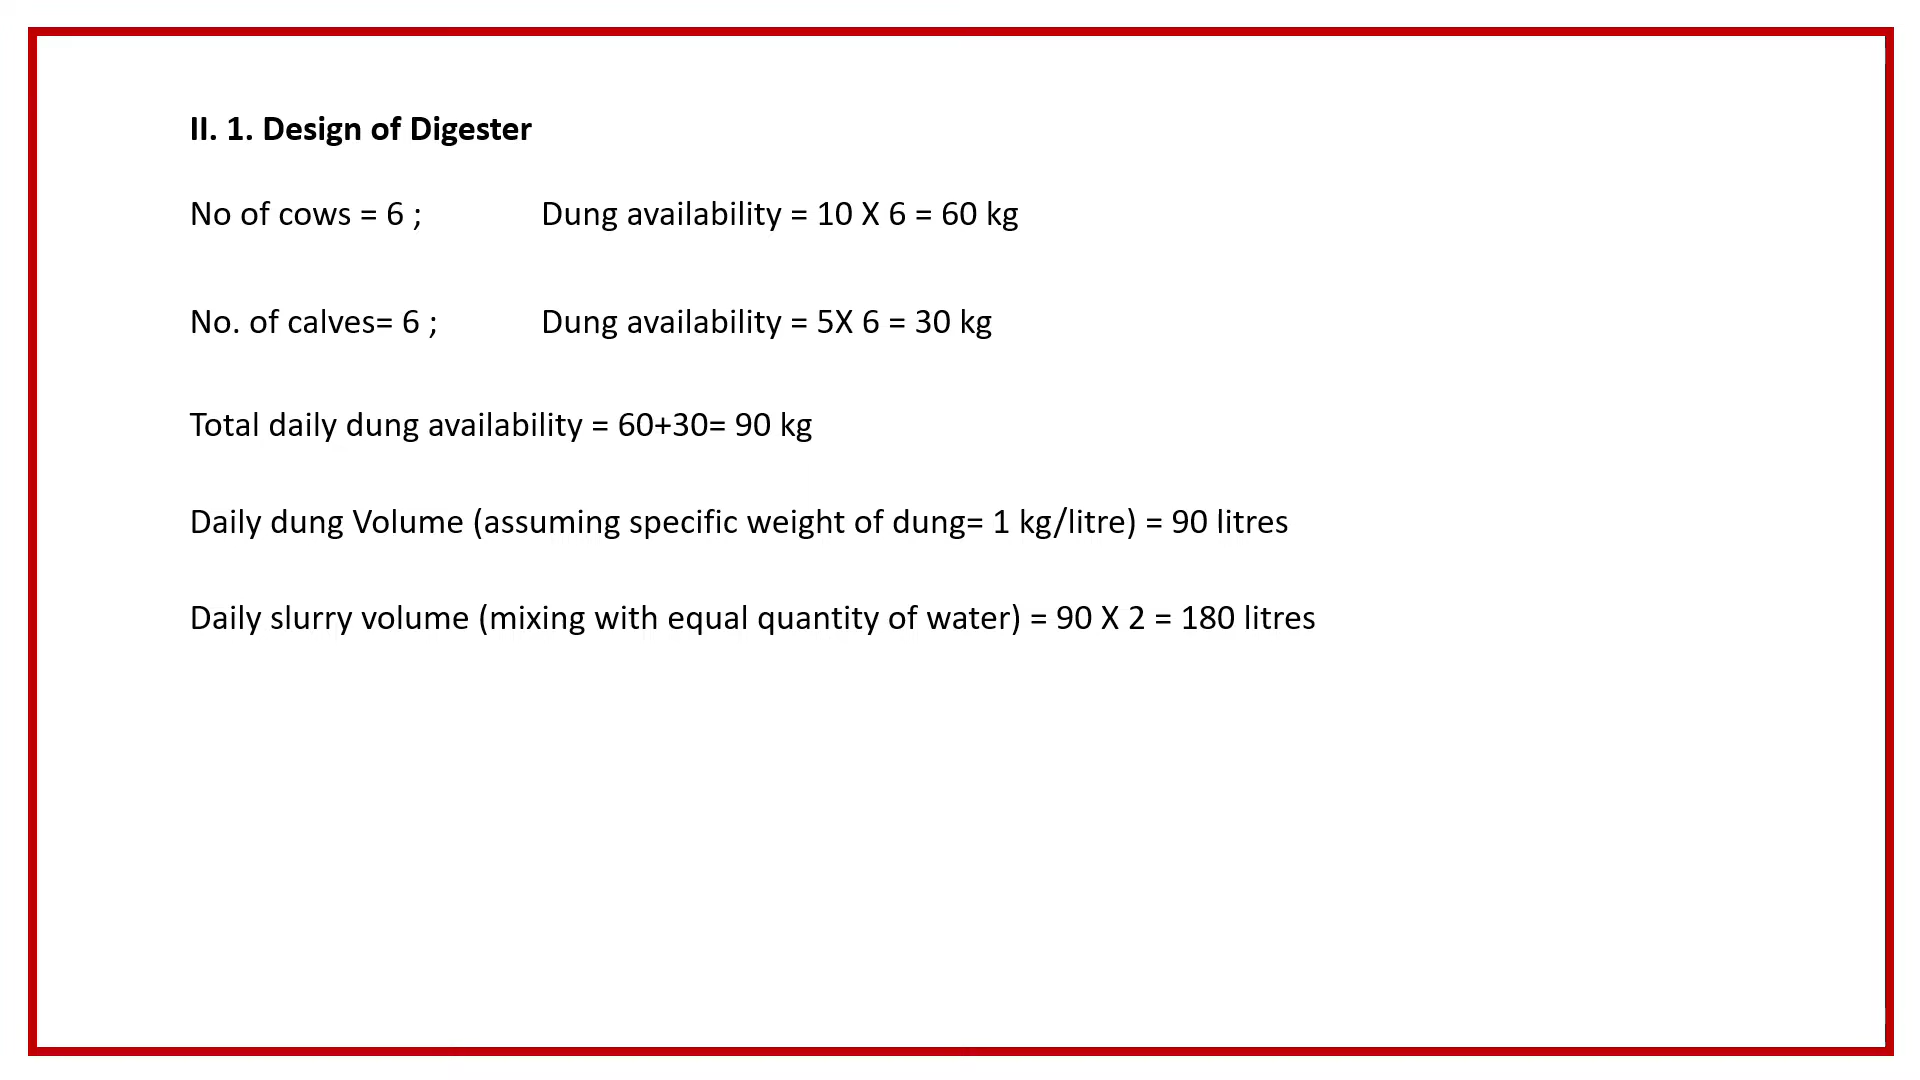 II. 1. Design of Digester
No of cows = 6 ; Dung availability = 10 X 6 = 60 kg
No. of calves= 6 ; Dung availability = 5X 6 = 30 kg
Total daily dung availability = 60+30= 90 kg
Daily dung Volume (assuming specific weight of dung= 1 kg/litre) = 90 litres
Daily slurry volume (mixing with equal quantity of water) = 90 X 2 = 180 litres